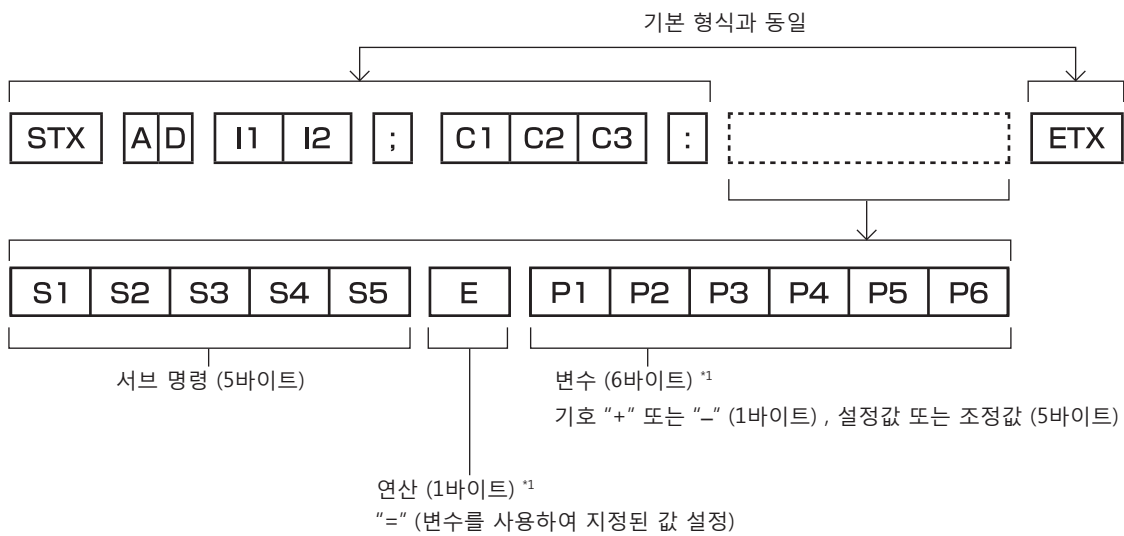 기본 형식과 동일
STX A D I1 I2 ; C1 C2 C3 : ETX
S1 S2 S3 S4 S5 E P1 P2 P3 P4 P5 P6
서브 명령 (5바이트)
변수 (6바이트) *1
기호 “+” 또는 “–” (1바이트) , 설정값 또는 조정값 (5바이트)
연산 (1바이트) *1
“=” (변수를 사용하여 지정된 값 설정)